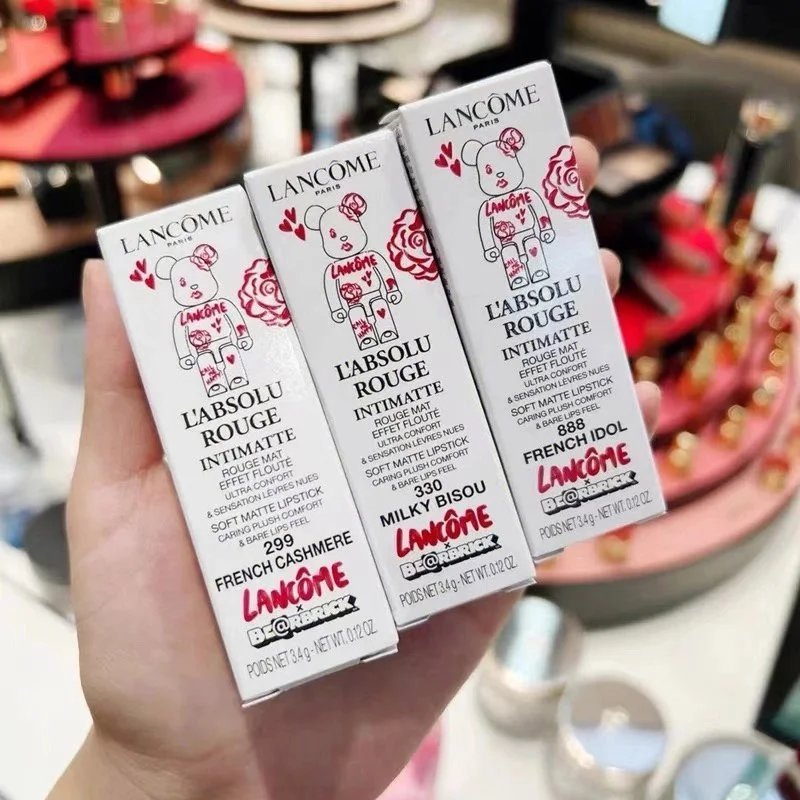 LANCÔME
PARIS
LANCÔME
L'ABSOLU
ROUGE
INTIMATTE
ROUGE MAT
EFFET FLOUTÉ
ULTRA CONFORT
& SENSATION LÈVRES NUES
SOFT MATTE LIPSTICK
CARING PLUSH COMFORT
& BARE LIPS FEEL
299
FRENCH CASHMERE
LANCÔME
×
BE@RBRICK
POIDS NET 3.4 g - NET WT. 0.12 OZ.
LANCÔME
PARIS
LANCÔME
L'ABSOLU
ROUGE
INTIMATTE
ROUGE MAT
EFFET FLOUTÉ
ULTRA CONFORT
& SENSATION LÈVRES NUES
SOFT MATTE LIPSTICK
CARING PLUSH COMFORT
& BARE LIPS FEEL
330
MILKY BISOU
LANCÔME
×
BE@RBRICK
POIDS NET 3.4 g - NET WT. 0.12 OZ.
LANCÔME
PARIS
LANCÔME
L'ABSOLU
ROUGE
INTIMATTE
ROUGE MAT
EFFET FLOUTÉ
ULTRA CONFORT
& SENSATION LÈVRES NUES
SOFT MATTE LIPSTICK
CARING PLUSH COMFORT
& BARE LIPS FEEL
888
FRENCH IDOL
LANCÔME
×
BE@RBRICK
POIDS NET 3.4 g - NET WT. 0.12 OZ.